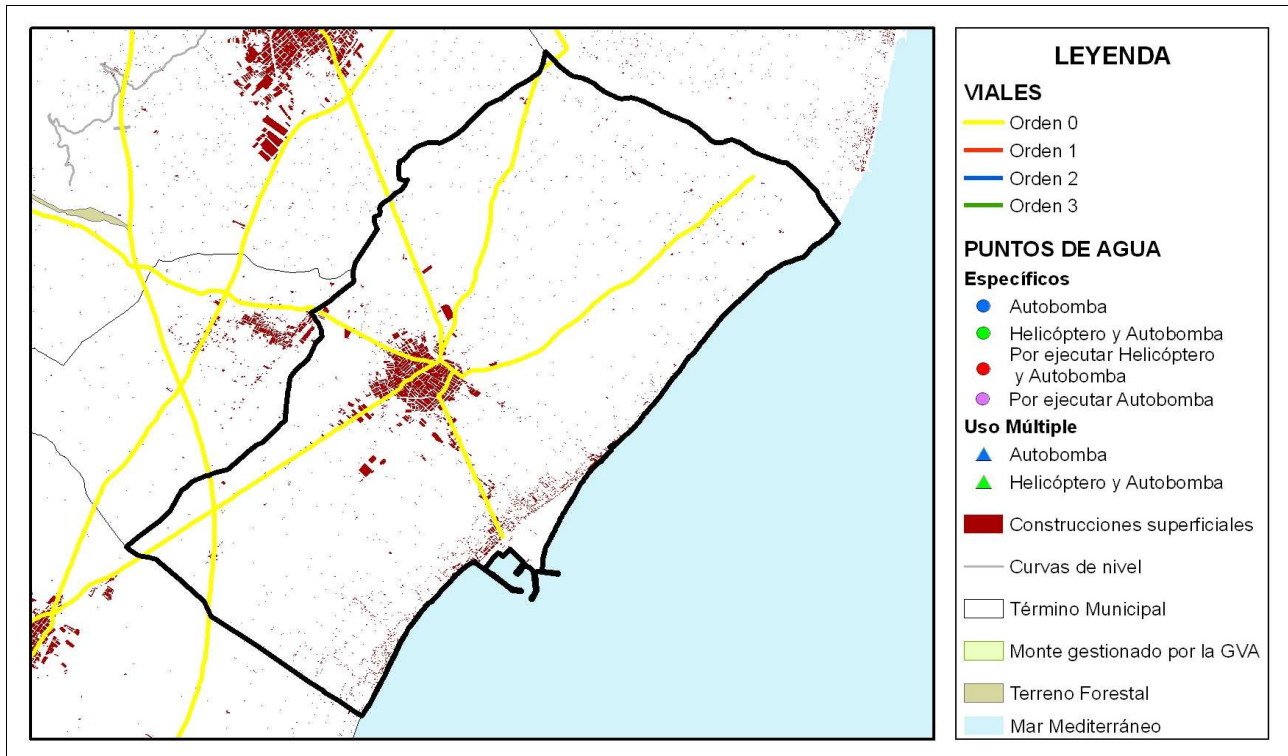 LEYENDA
VIALES
Orden 0
Orden 1
Orden 2
Orden 3
PUNTOS DE AGUA
Específicos
Autobomba
Helicóptero y Autobomba
Por ejecutar Helicóptero
y Autobomba
Por ejecutar Autobomba
Uso Múltiple
Autobomba
Helicóptero y Autobomba
Construcciones superficiales
Curvas de nivel
Término Municipal
Monte gestionado por la GVA
Terreno Forestal
Mar Mediterráneo